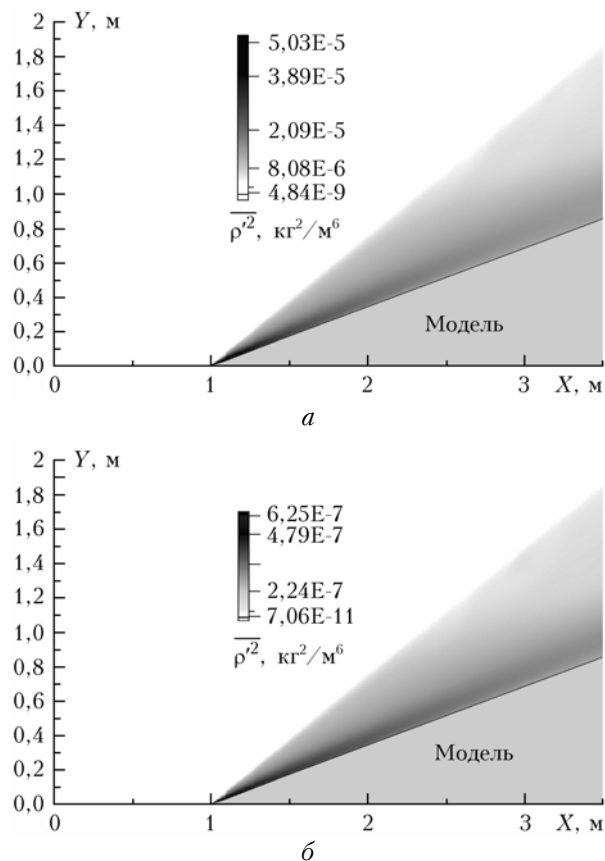 2
Y, м
1,8
1,6
1,4
1,2
1,0
0,8
0,6
0,4
0,2
0,0
5,03E-5
3,89E-5
2,09E-5
8,08E-6
4,84E-9
ρ′², кг²/м⁶
Модель
0
1
2
3
X, м
а
2
Y, м
1,8
1,6
1,4
1,2
1,0
0,8
0,6
0,4
0,2
0,0
6,25E-7
4,79E-7
2,24E-7
7,06E-11
ρ′², кг²/м⁶
Модель
0
1
2
3
X, м
б